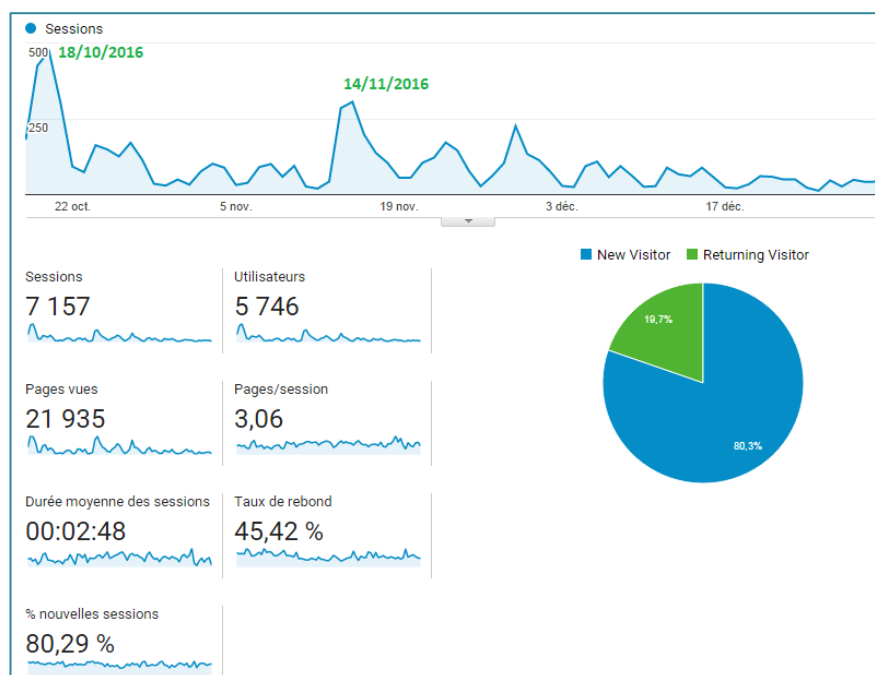 Sessions
500
18/10/2016
14/11/2016
250
22 oct.
5 nov.
19 nov.
3 déc.
17 déc.
New Visitor
Returning Visitor
Sessions
Utilisateurs
7 157
5 746
19,7%
Pages vues
Pages/session
21 935
3,06
80,3%
Durée moyenne des sessions
Taux de rebond
00:02:48
45,42 %
% nouvelles sessions
80,29 %